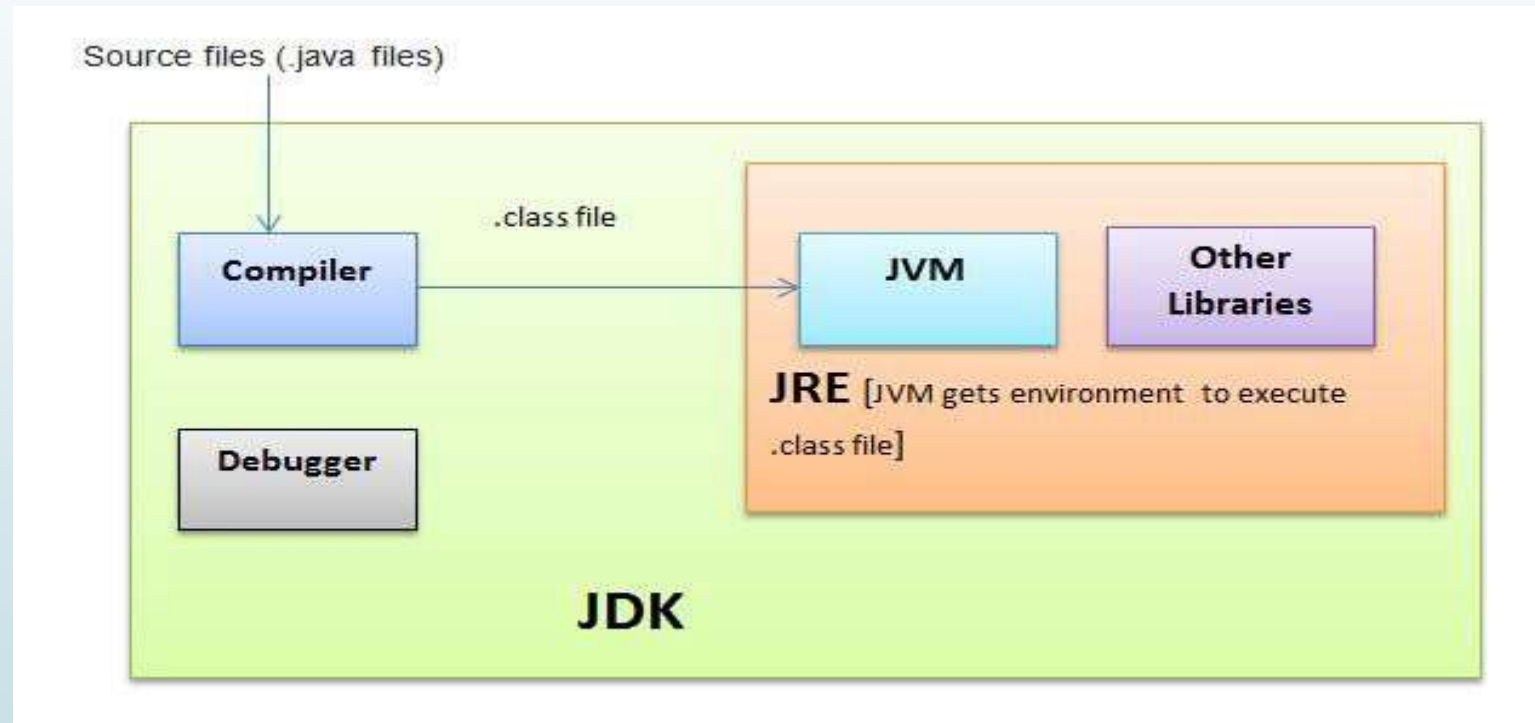 Source files (.java files)
.class file
Compiler
JVM
Other
Libraries
JRE [JVM gets environment to execute
.class file]
Debugger
JDK